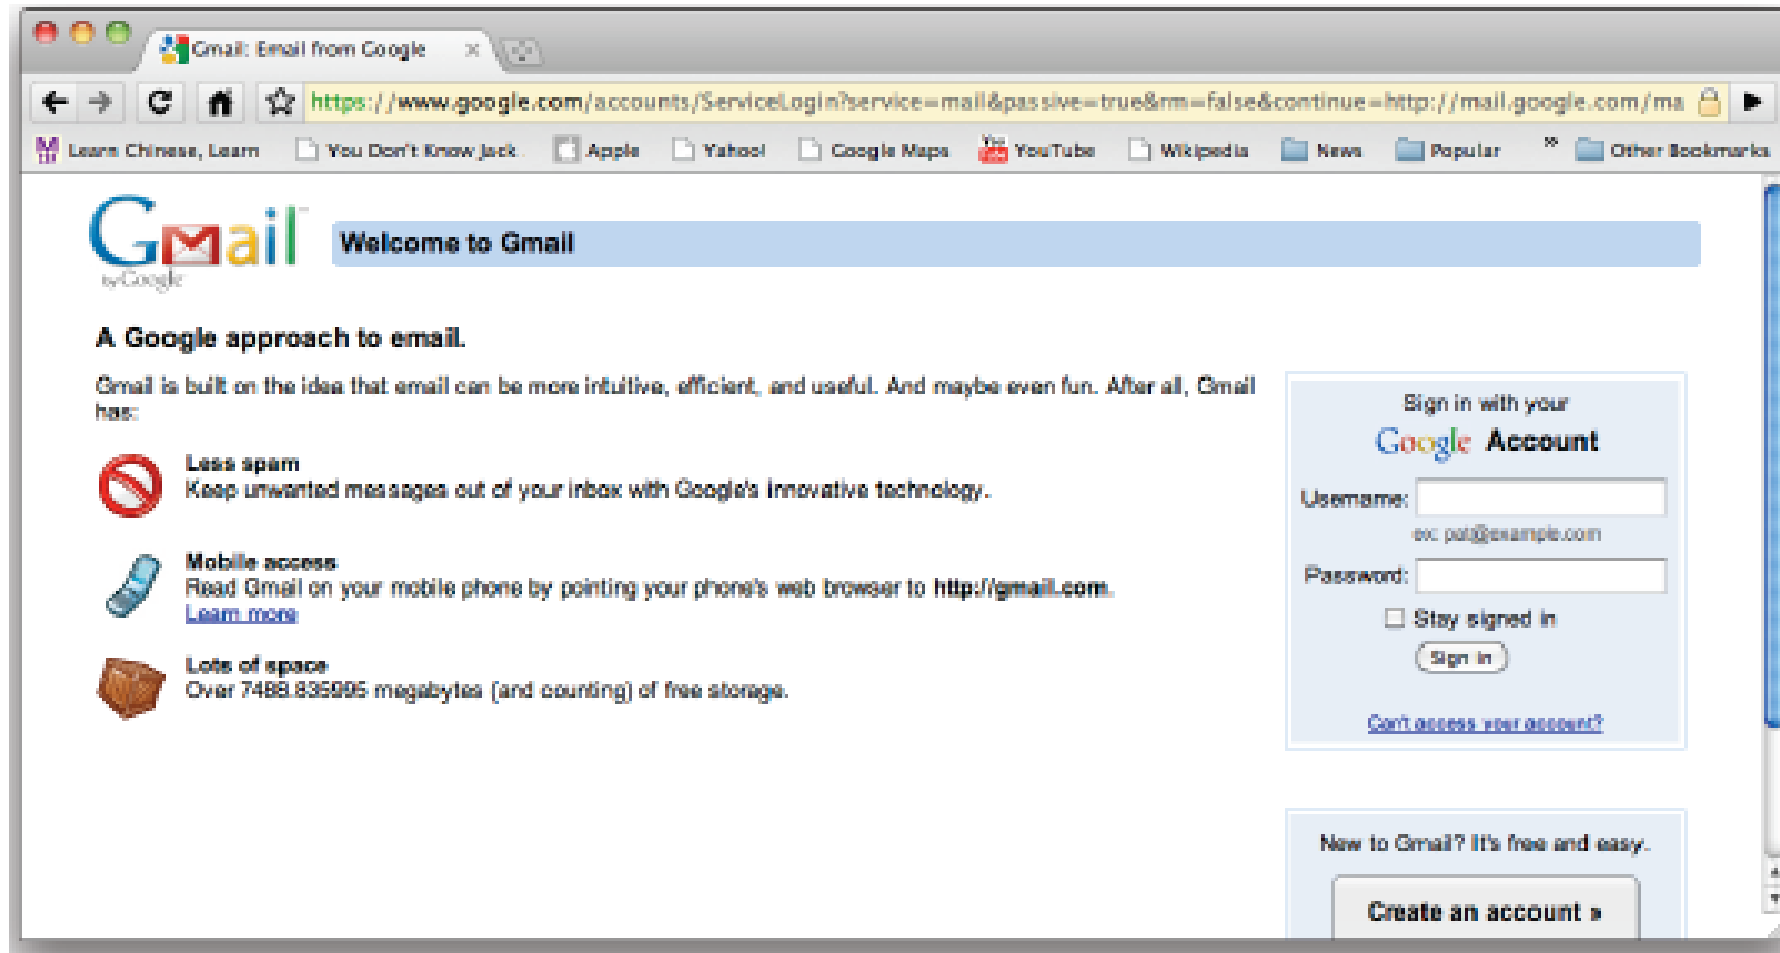 Gmail: Email from Google
https://www.google.com/accounts/ServiceLogin?service=mail&passive=true&rm=false&continue=http://mail.google.com/ma
Learn Chinese, Learn You Don't Know Jack Apple Yahoo! Google Maps YouTube Wikipedia News Popular » Other Bookmarks
Gmail™ Welcome to Gmail
by Google
A Google approach to email.
Gmail is built on the idea that email can be more intuitive, efficient, and useful. And maybe even fun. After all, Gmail
has:
Less spam
Keep unwanted messages out of your inbox with Google's innovative technology.
Mobile access
Read Gmail on your mobile phone by pointing your phone's web browser to http://gmail.com.
Learn more
Lots of space
Over megabytes (and counting) of free storage.
Sign in with your
Google Account
Username:
ex: pat@example.com
Password:
Stay signed in
Sign in
Can't access your account?
New to Gmail? It's free and easy.
Create an account »